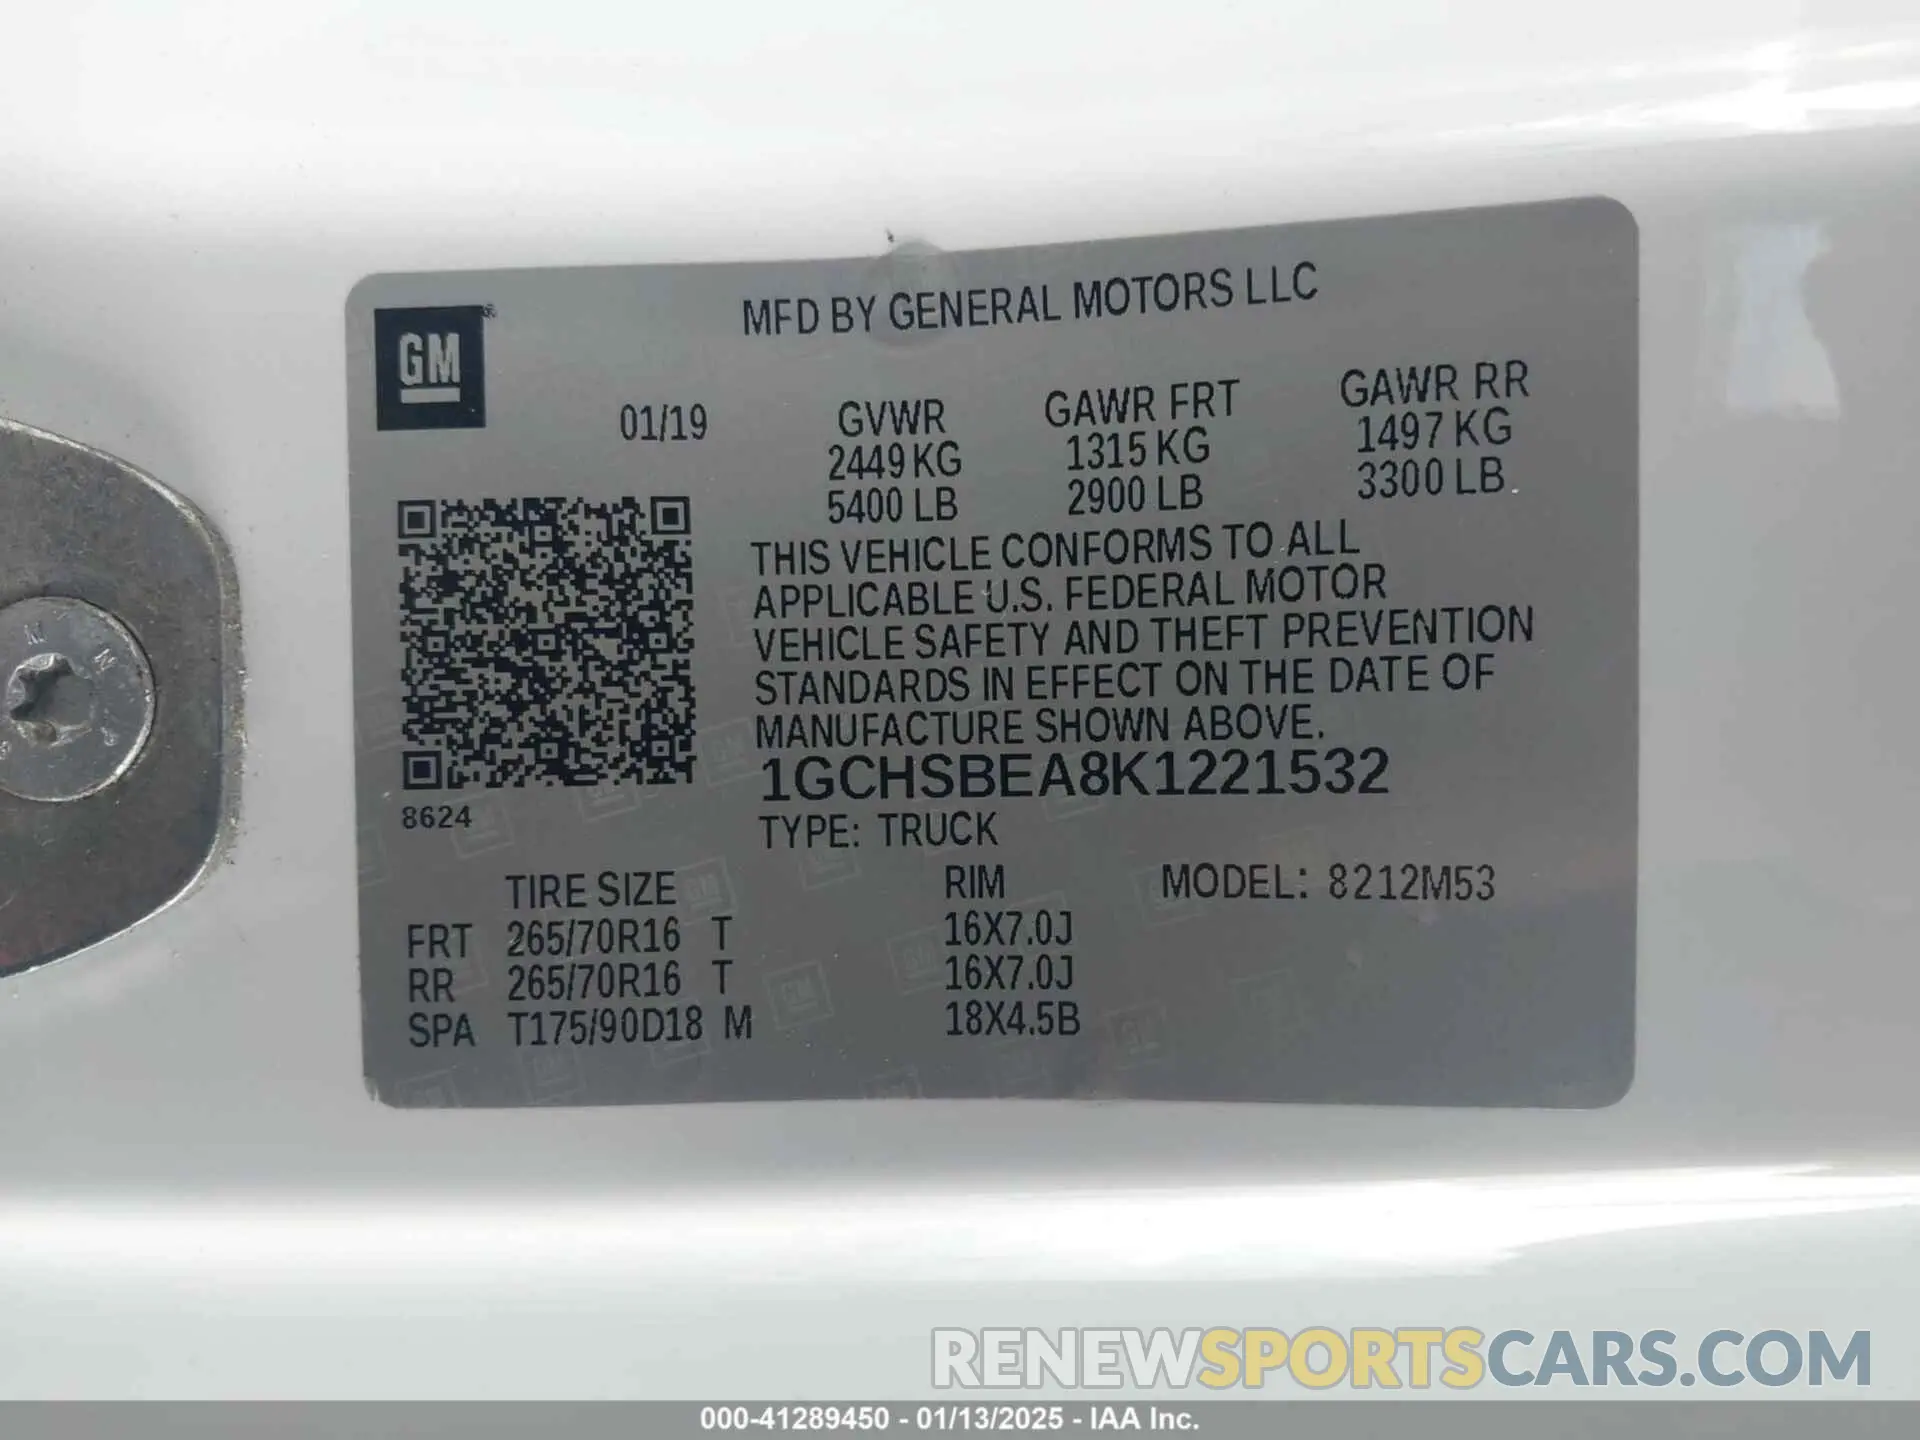 MFD BY GENERAL MOTORS LLC
GM®
01/19 GVWR GAWR FRT GAWR RR
2449 KG 1315 KG 1497 KG
5400 LB 2900 LB 3300 LB
THIS VEHICLE CONFORMS TO ALL
APPLICABLE U.S. FEDERAL MOTOR
VEHICLE SAFETY AND THEFT PREVENTION
STANDARDS IN EFFECT ON THE DATE OF
MANUFACTURE SHOWN ABOVE.
1GCHSBEA8K1221532
8624
TYPE: TRUCK
TIRE SIZE RIM MODEL: 8212M53
FRT 265/70R16 T 16X7.0J
RR 265/70R16 T 16X7.0J
SPA T175/90D18 M 18X4.5B
RENEWSPORTSCARS.COM
000-41289450 - 01/13/2025 - IAA Inc.